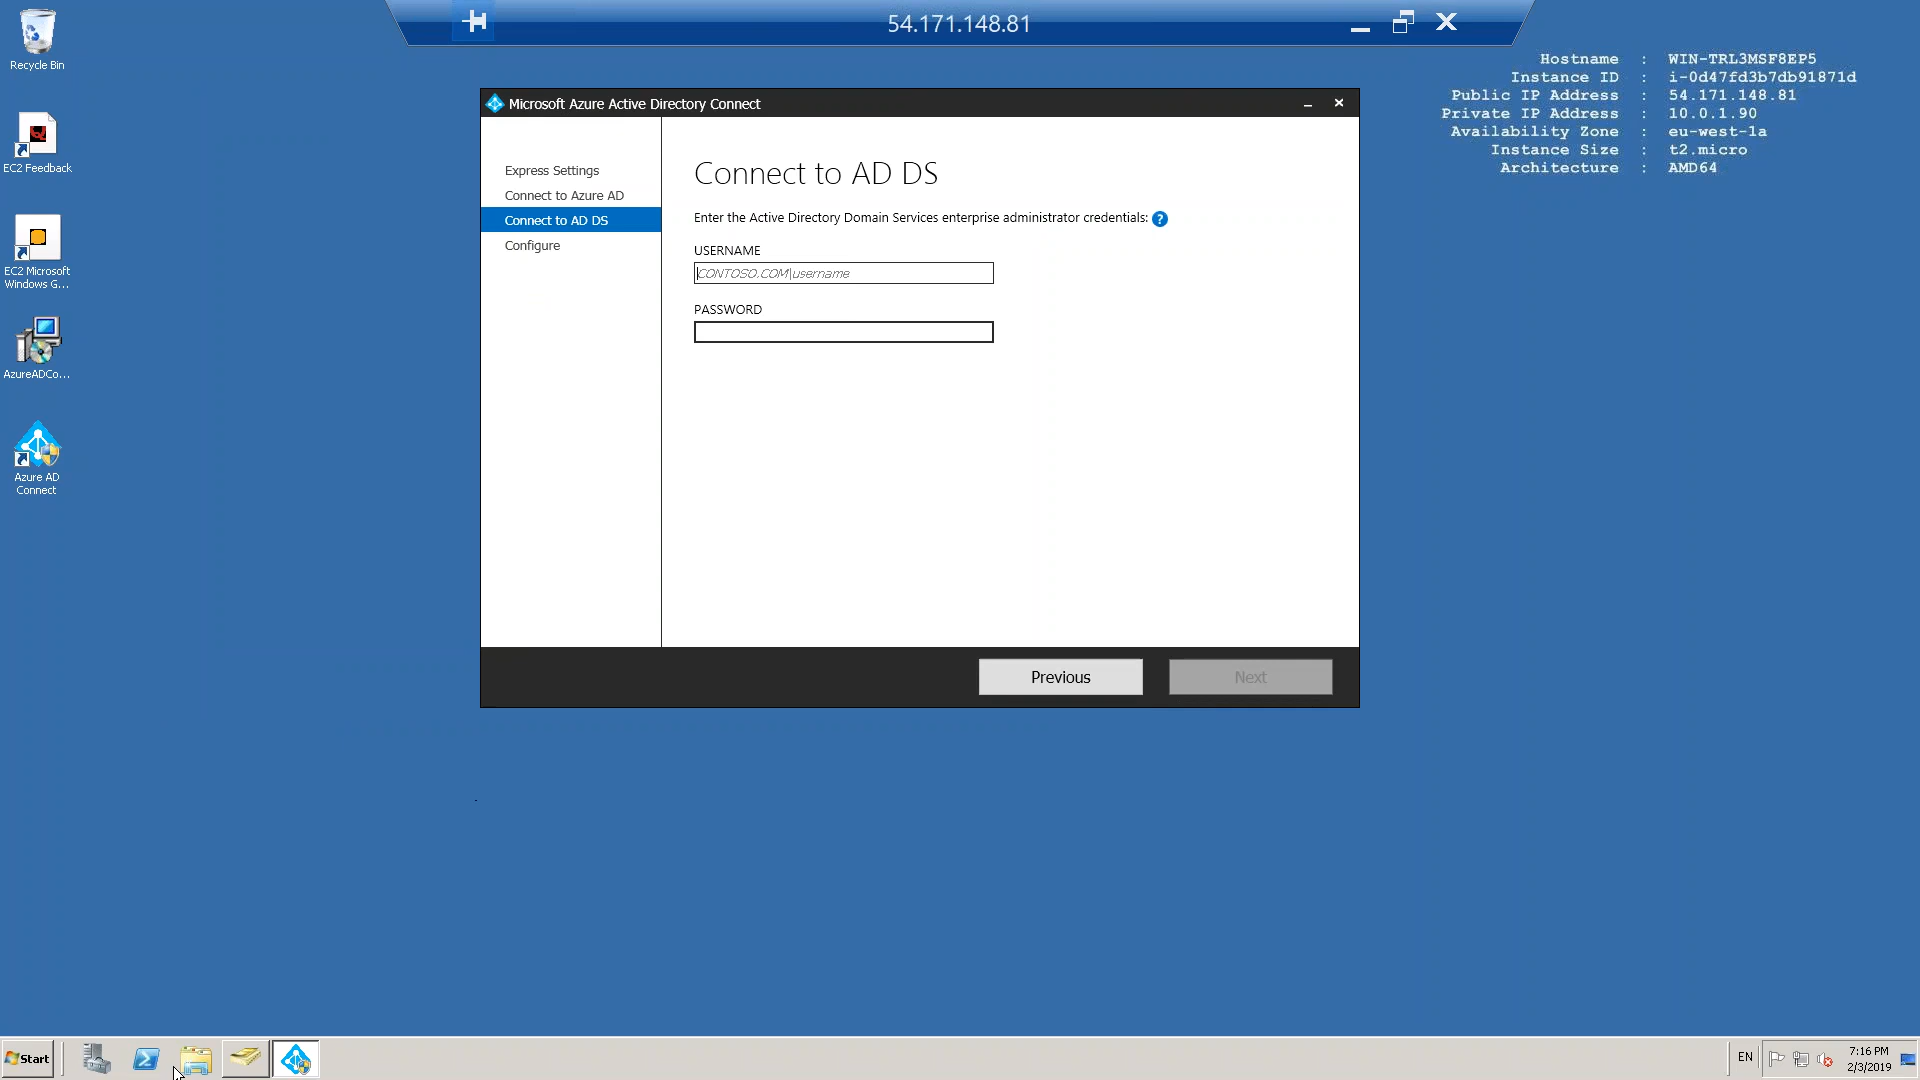 54.171.148.81
Recycle Bin
EC2 Feedback
EC2 Microsoft
Windows G...
AzureADCo...
Azure AD
Connect
Hostname : WIN-TRL3MSF8EP5
Instance ID : i-0d47fd3b7db91871d
Public IP Address : 54.171.148.81
Private IP Address : 10.0.1.90
Availability Zone : eu-west-1a
Instance Size : t2.micro
Architecture : AMD64
Microsoft Azure Active Directory Connect
Express Settings
Connect to Azure AD
Connect to AD DS
Configure
Connect to AD DS
Enter the Active Directory Domain Services enterprise administrator credentials: ?
USERNAME
CONTOSO.COM\username
PASSWORD
Previous
Next
Start
EN
7:16 PM
2/3/2019